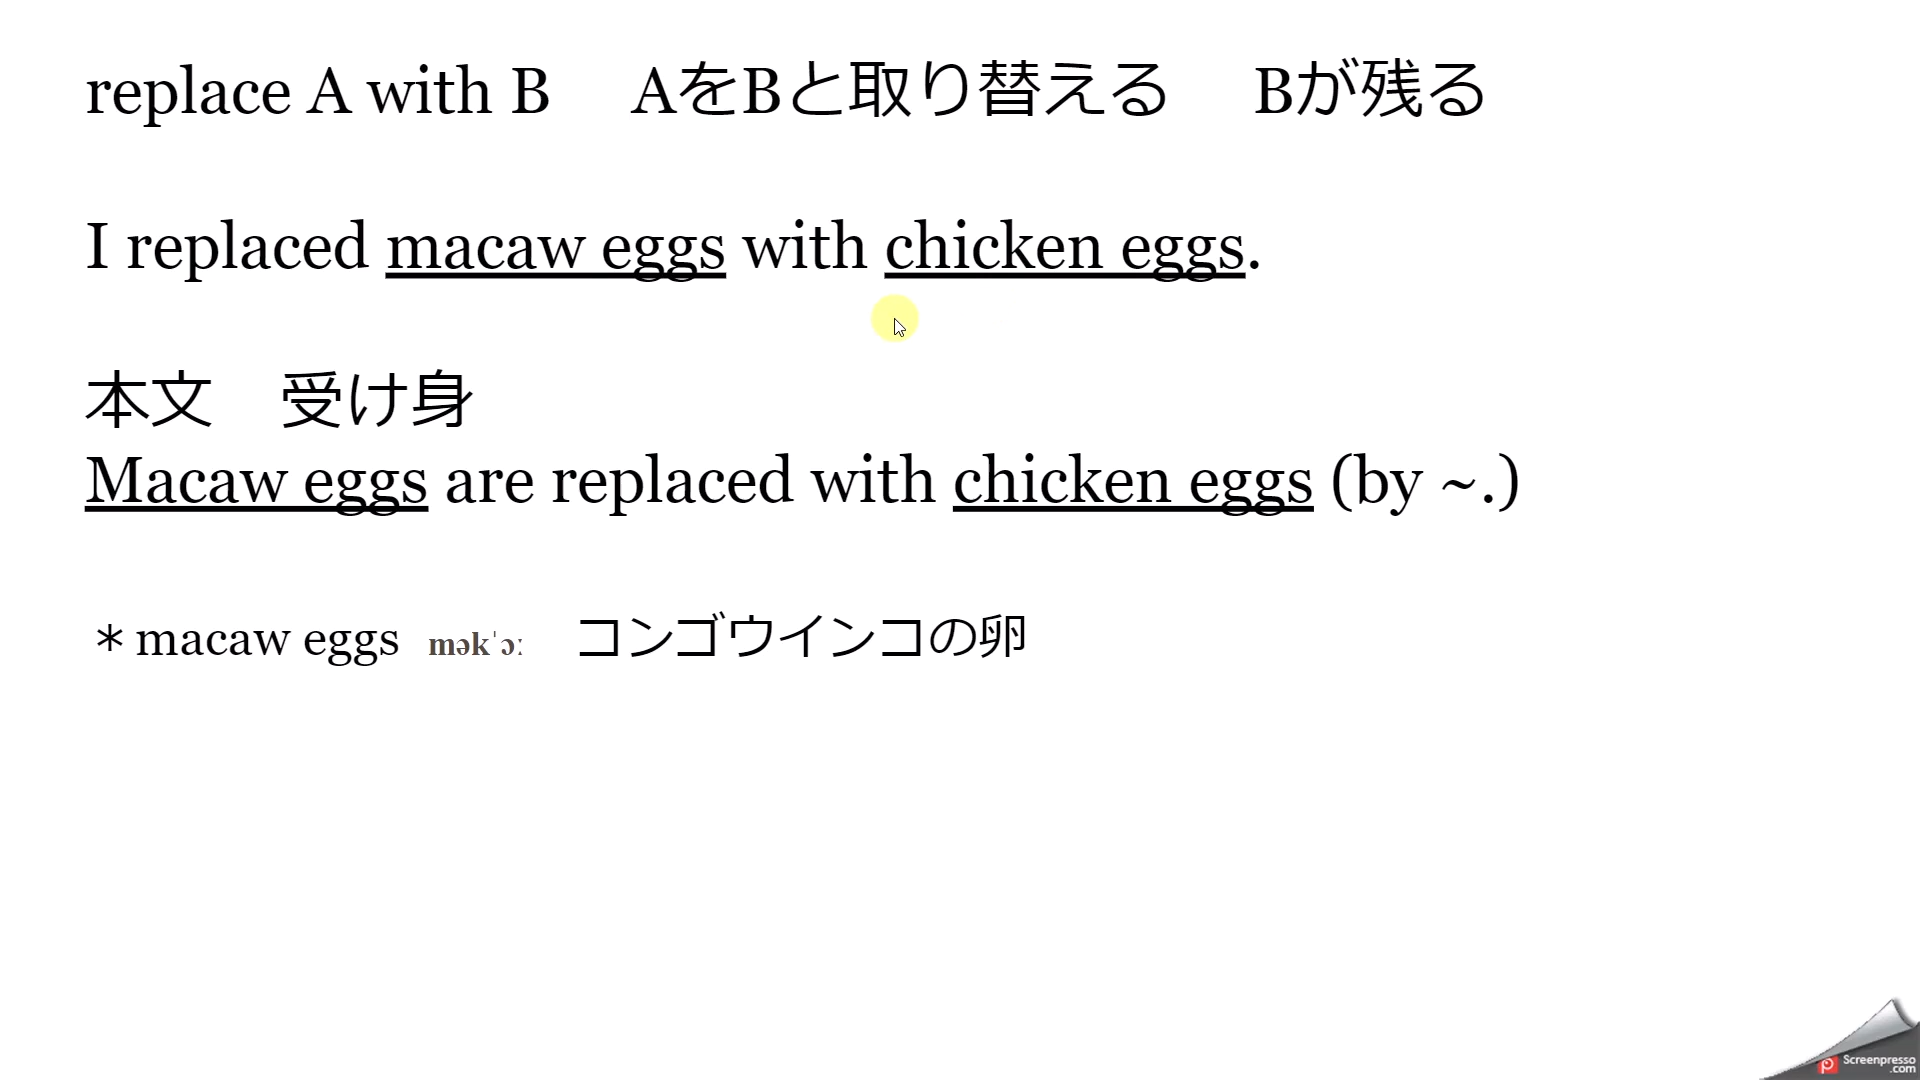 replace A with B　AをBと取り替える　Bが残る
I replaced macaw eggs with chicken eggs.
本文　受け身
Macaw eggs are replaced with chicken eggs (by ~.)
＊macaw eggs məkˈɔː　コンゴウインコの卵
Screenpresso
.com